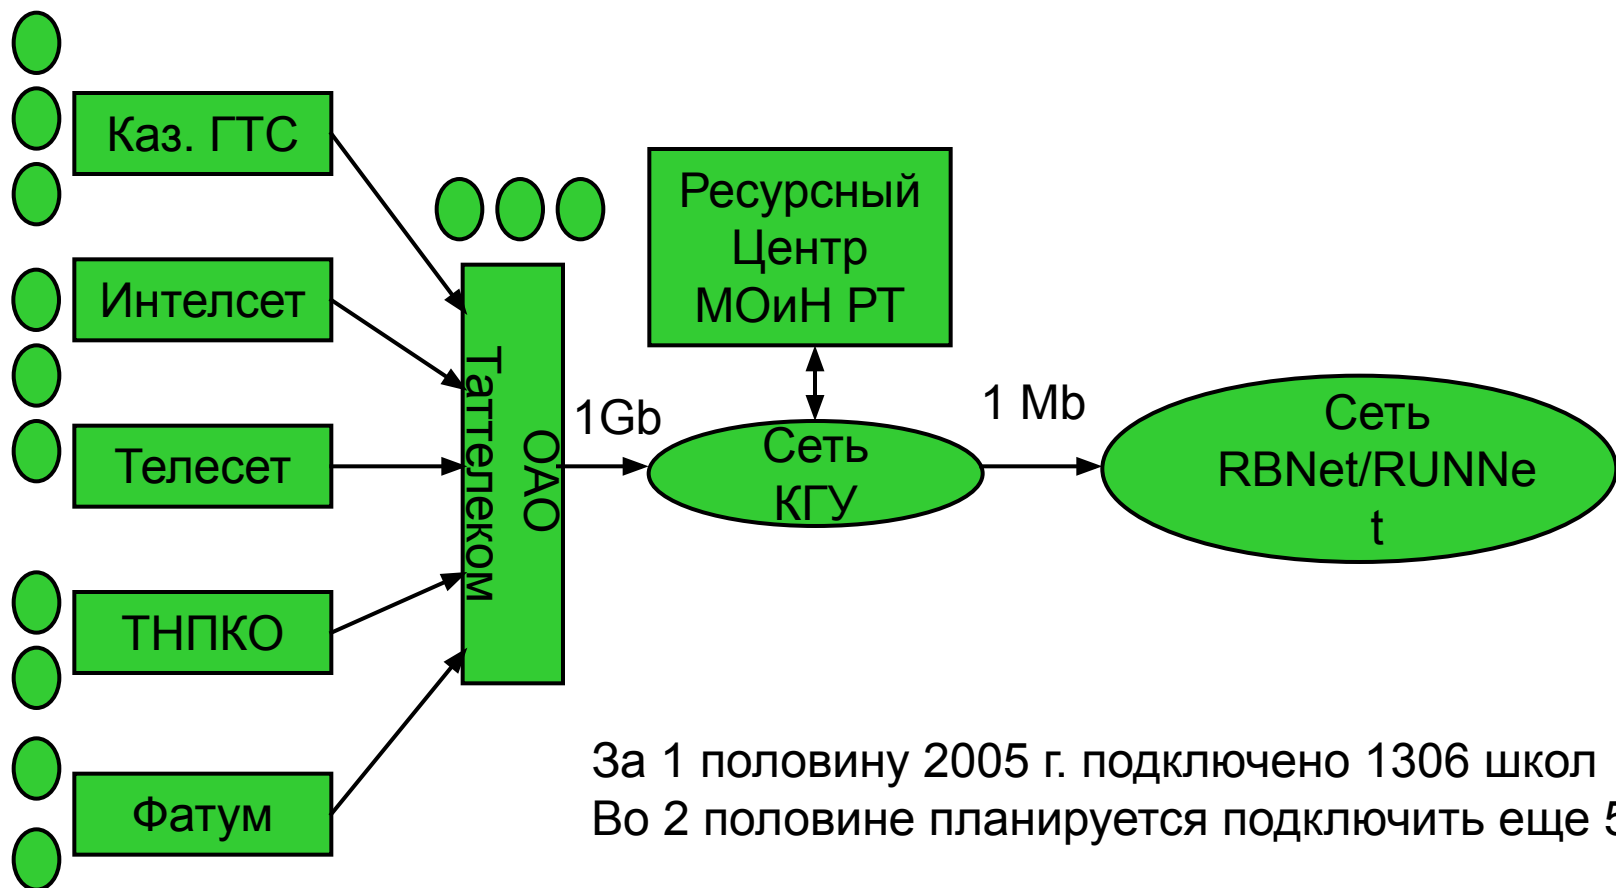 Каз. ГТС
Интелсет
Телесет
ТНПКО
Фатум
ОАО
Таттелеком
1Gb
Ресурсный
Центр
МОиН РТ
Сеть
КГУ
1 Mb
Сеть
RBNet/RUNNe
t
За 1 половину 2005 г. подключено 1306 школ
Во 2 половине планируется подключить еще